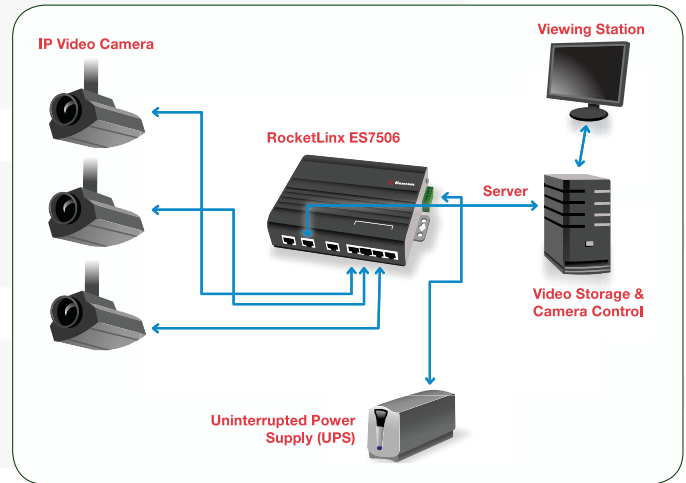 IP Video Camera
Viewing Station
RocketLinx ES7506
Server
Video Storage &
Camera Control
Uninterrupted Power
Supply (UPS)